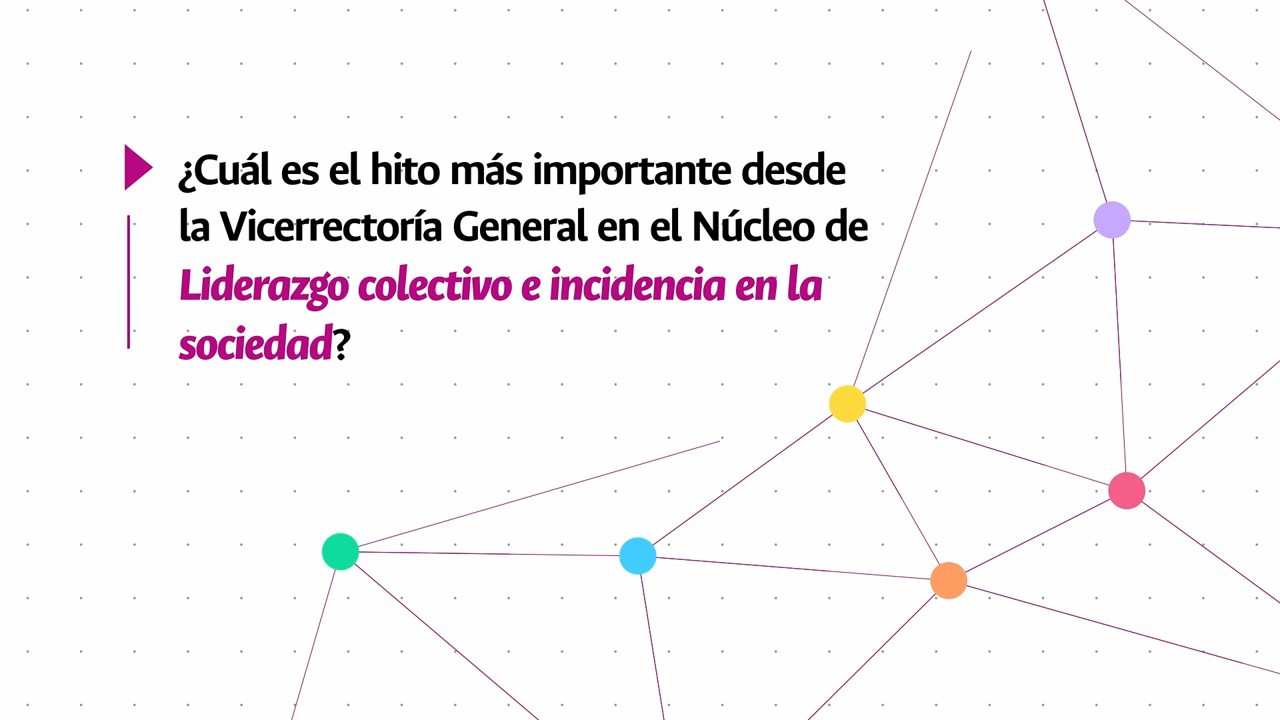 ¿Cuál es el hito más importante desde
la Vicerrectoría General en el Núcleo de
Liderazgo colectivo e incidencia en la
sociedad?